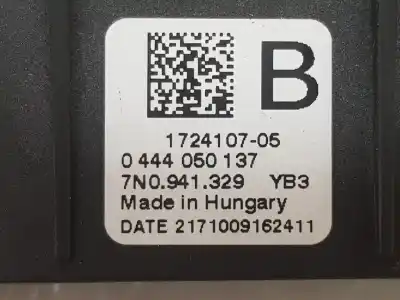 B
1724107-05
0 444 050 137
7N0.941.329 YB3
Made in Hungary
DATE 2171009162411